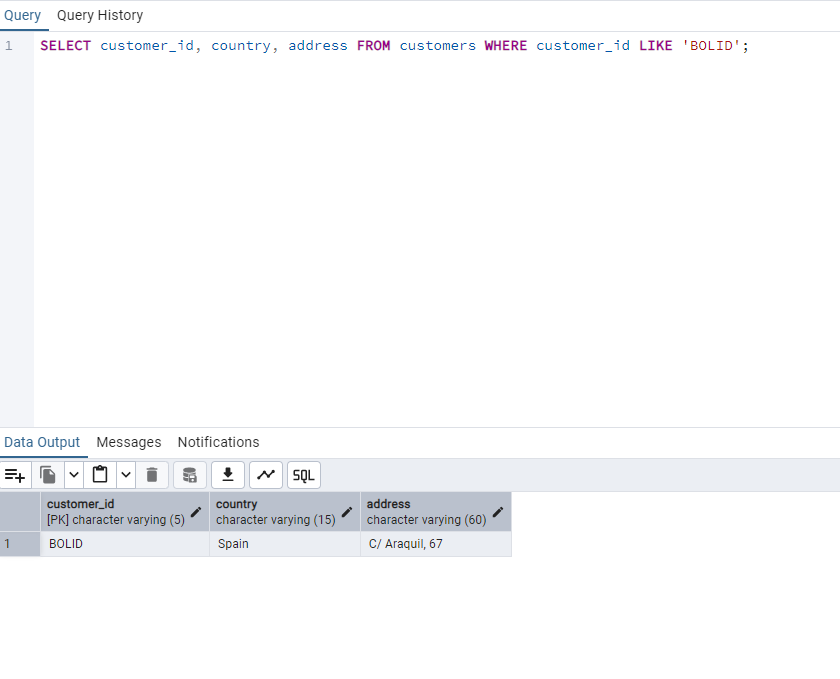 Query Query History
1 SELECT customer_id, country, address FROM customers WHERE customer_id LIKE 'BOLID';
Data Output Messages Notifications
SQL
customer_id country address
[PK] character varying (5) character varying (15) character varying (60)
1 BOLID Spain C/ Araquil, 67